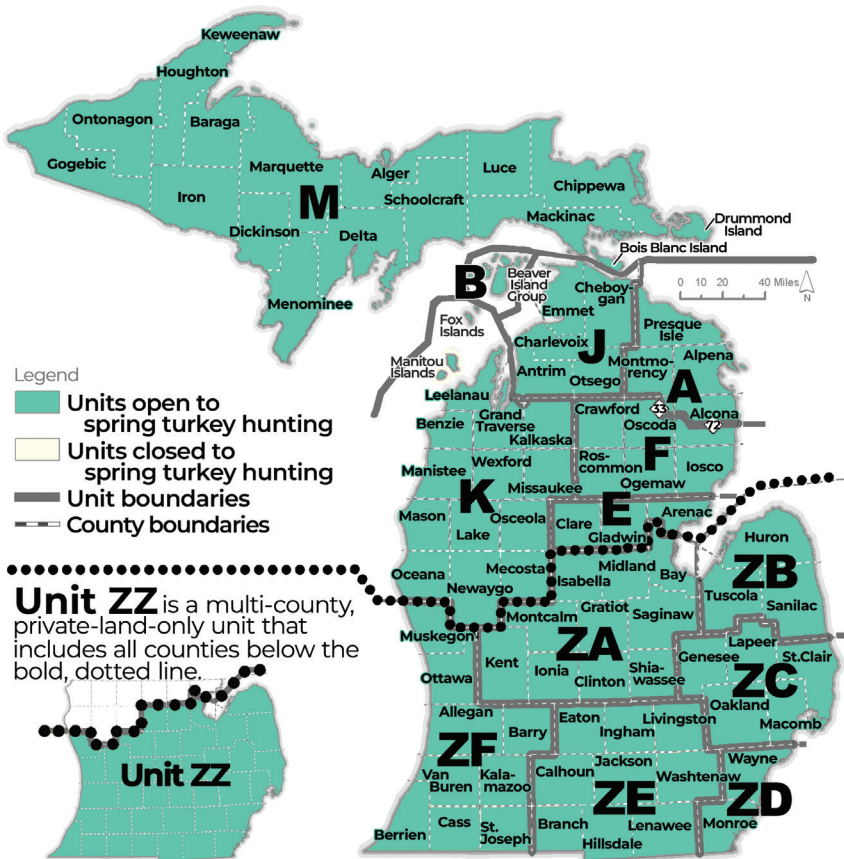 Keweenaw
Houghton
Ontonagon
Baraga
Gogebic
Marquette
Alger
Luce
Iron
M
Schoolcraft
Chippewa
Dickinson
Delta
Mackinac
Drummond
Island
Menominee
Bois Blanc Island
B
Beaver
Island
Group
Cheboy-
gan
0 10 20 40 Miles
N
Emmet
Fox
Islands
Presque
Isle
Charlevoix
J
Manitou
Islands
Antrim
Otsego
Montmo-
rency
Alpena
A
Legend
Units open to
spring turkey hunting
Units closed to
spring turkey hunting
Unit boundaries
County boundaries
Leelanau
Benzie
Grand
Traverse
Kalkaska
Crawford
33
Oscoda
Alcona
72
Manistee
Wexford
Missaukee
Ros-
common
F
Ogemaw
Iosco
K
Mason
Lake
Osceola
Clare
E
Gladwin
Arenac
Oceana
Newaygo
Mecosta
Isabella
Midland
Bay
Huron
ZB
Tuscola
Sanilac
Unit ZZ is a multi-county,
private-land-only unit that
includes all counties below the
bold, dotted line.
Muskegon
Montcalm
Gratiot
Saginaw
ZA
Kent
Ottawa
Ionia
Clinton
Shia-
wassee
Genesee
Lapeer
St.Clair
ZC
Oakland
Macomb
Unit ZZ
Allegan
Barry
Eaton
Ingham
Livingston
ZF
Van
Buren
Kala-
mazoo
Calhoun
Jackson
Washtenaw
Wayne
ZE
ZD
Berrien
Cass
St.
Joseph
Branch
Hillsdale
Lenawee
Monroe